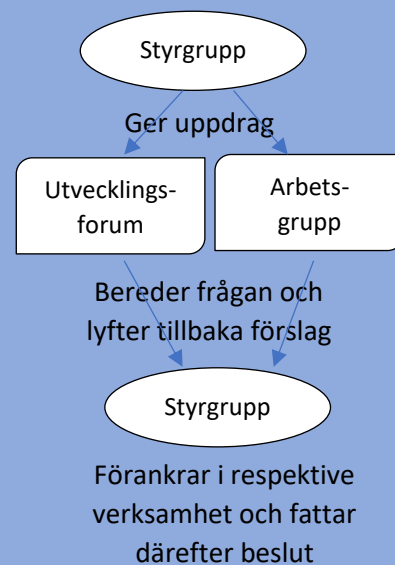 Styrgrupp
Ger uppdrag
Utvecklings-
forum
Arbets-
grupp
Bereder frågan och
lyfter tillbaka förslag
Styrgrupp
Förankrar i respektive
verksamhet och fattar
därefter beslut